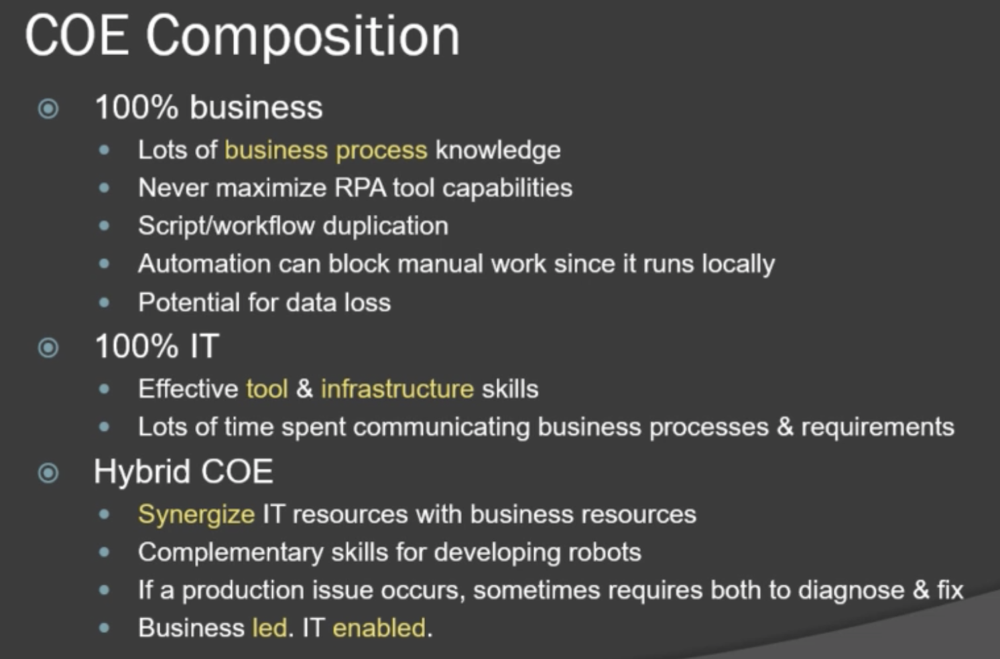 COE Composition
100% business
Lots of business process knowledge
Never maximize RPA tool capabilities
Script/workflow duplication
Automation can block manual work since it runs locally
Potential for data loss
100% IT
Effective tool & infrastructure skills
Lots of time spent communicating business processes & requirements
Hybrid COE
Synergize IT resources with business resources
Complementary skills for developing robots
If a production issue occurs, sometimes requires both to diagnose & fix
Business led. IT enabled.